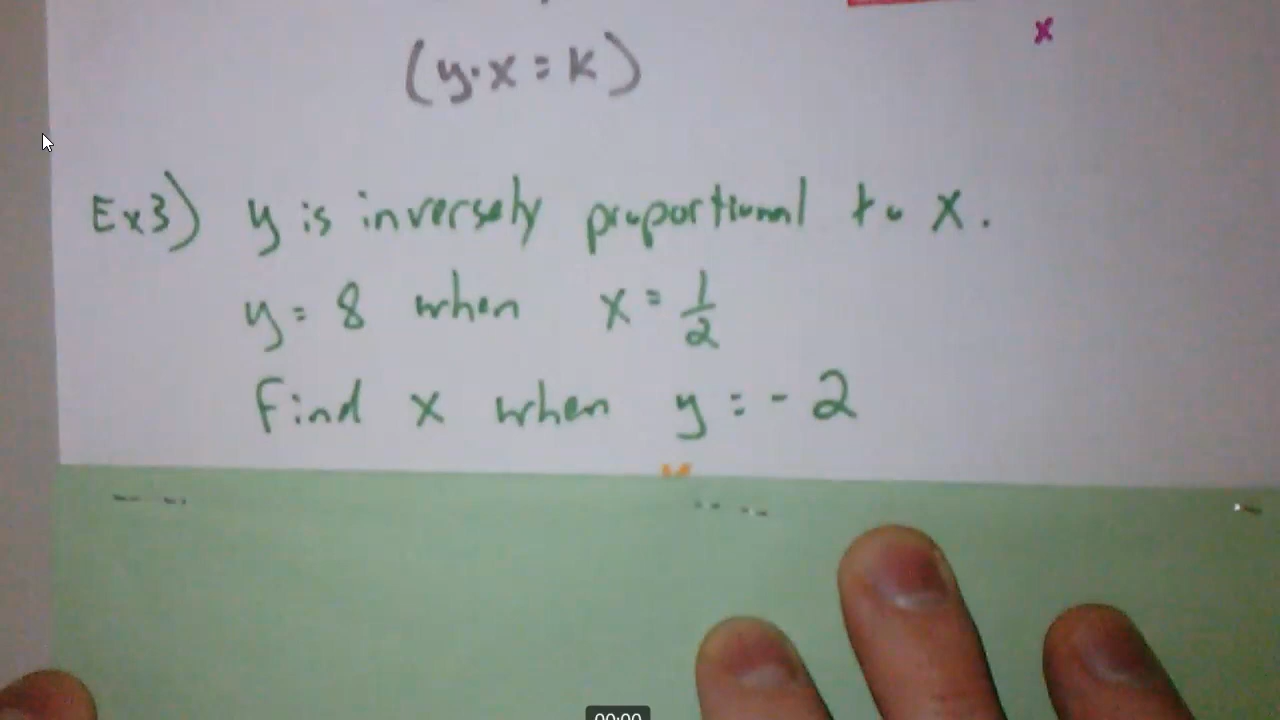 x
(y·x = k)
Ex3) y is inversely proportional to x.
y = 8 when x = 1/2
Find x when y = -2